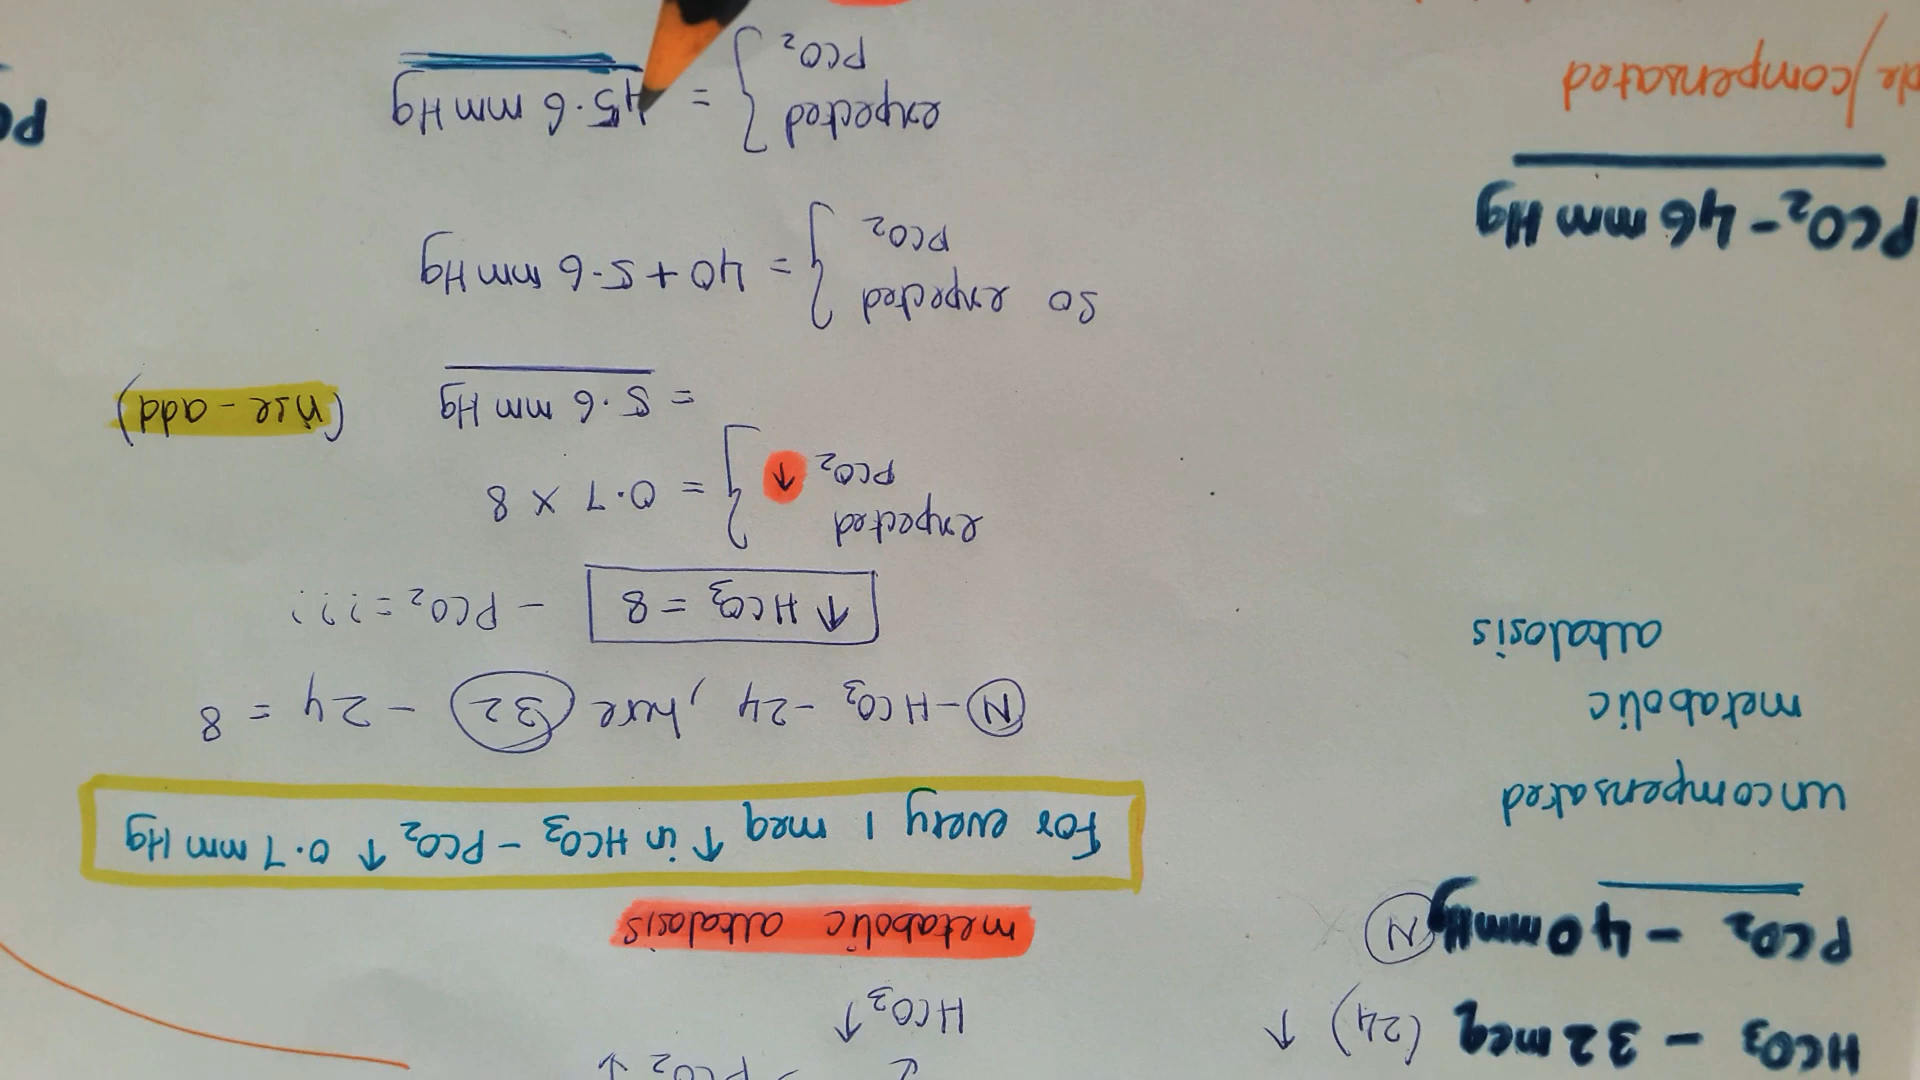 HCO3 - 32 meq (24) ↑
PCO2 - 40 mmHg (N)
uncompensated
metabolic
alkalosis
PCO2 - 46 mm Hg
/compensated
PCO2 ↓
HCO3 ↑
metabolic alkalosis
For every 1 meq ↑ in HCO3 - PCO2 ↑ 0.7 mm Hg
(N) - HCO3 - 24, here (32) - 24 = 8
↑ HCO3 = 8 - PCO2 = ???
expected PCO2 ↑ } = 0.7 x 8
= 5.6 mm Hg (rise - add)
So expected PCO2 } = 40 + 5.6 mm Hg
expected PCO2 } = 45.6 mm Hg